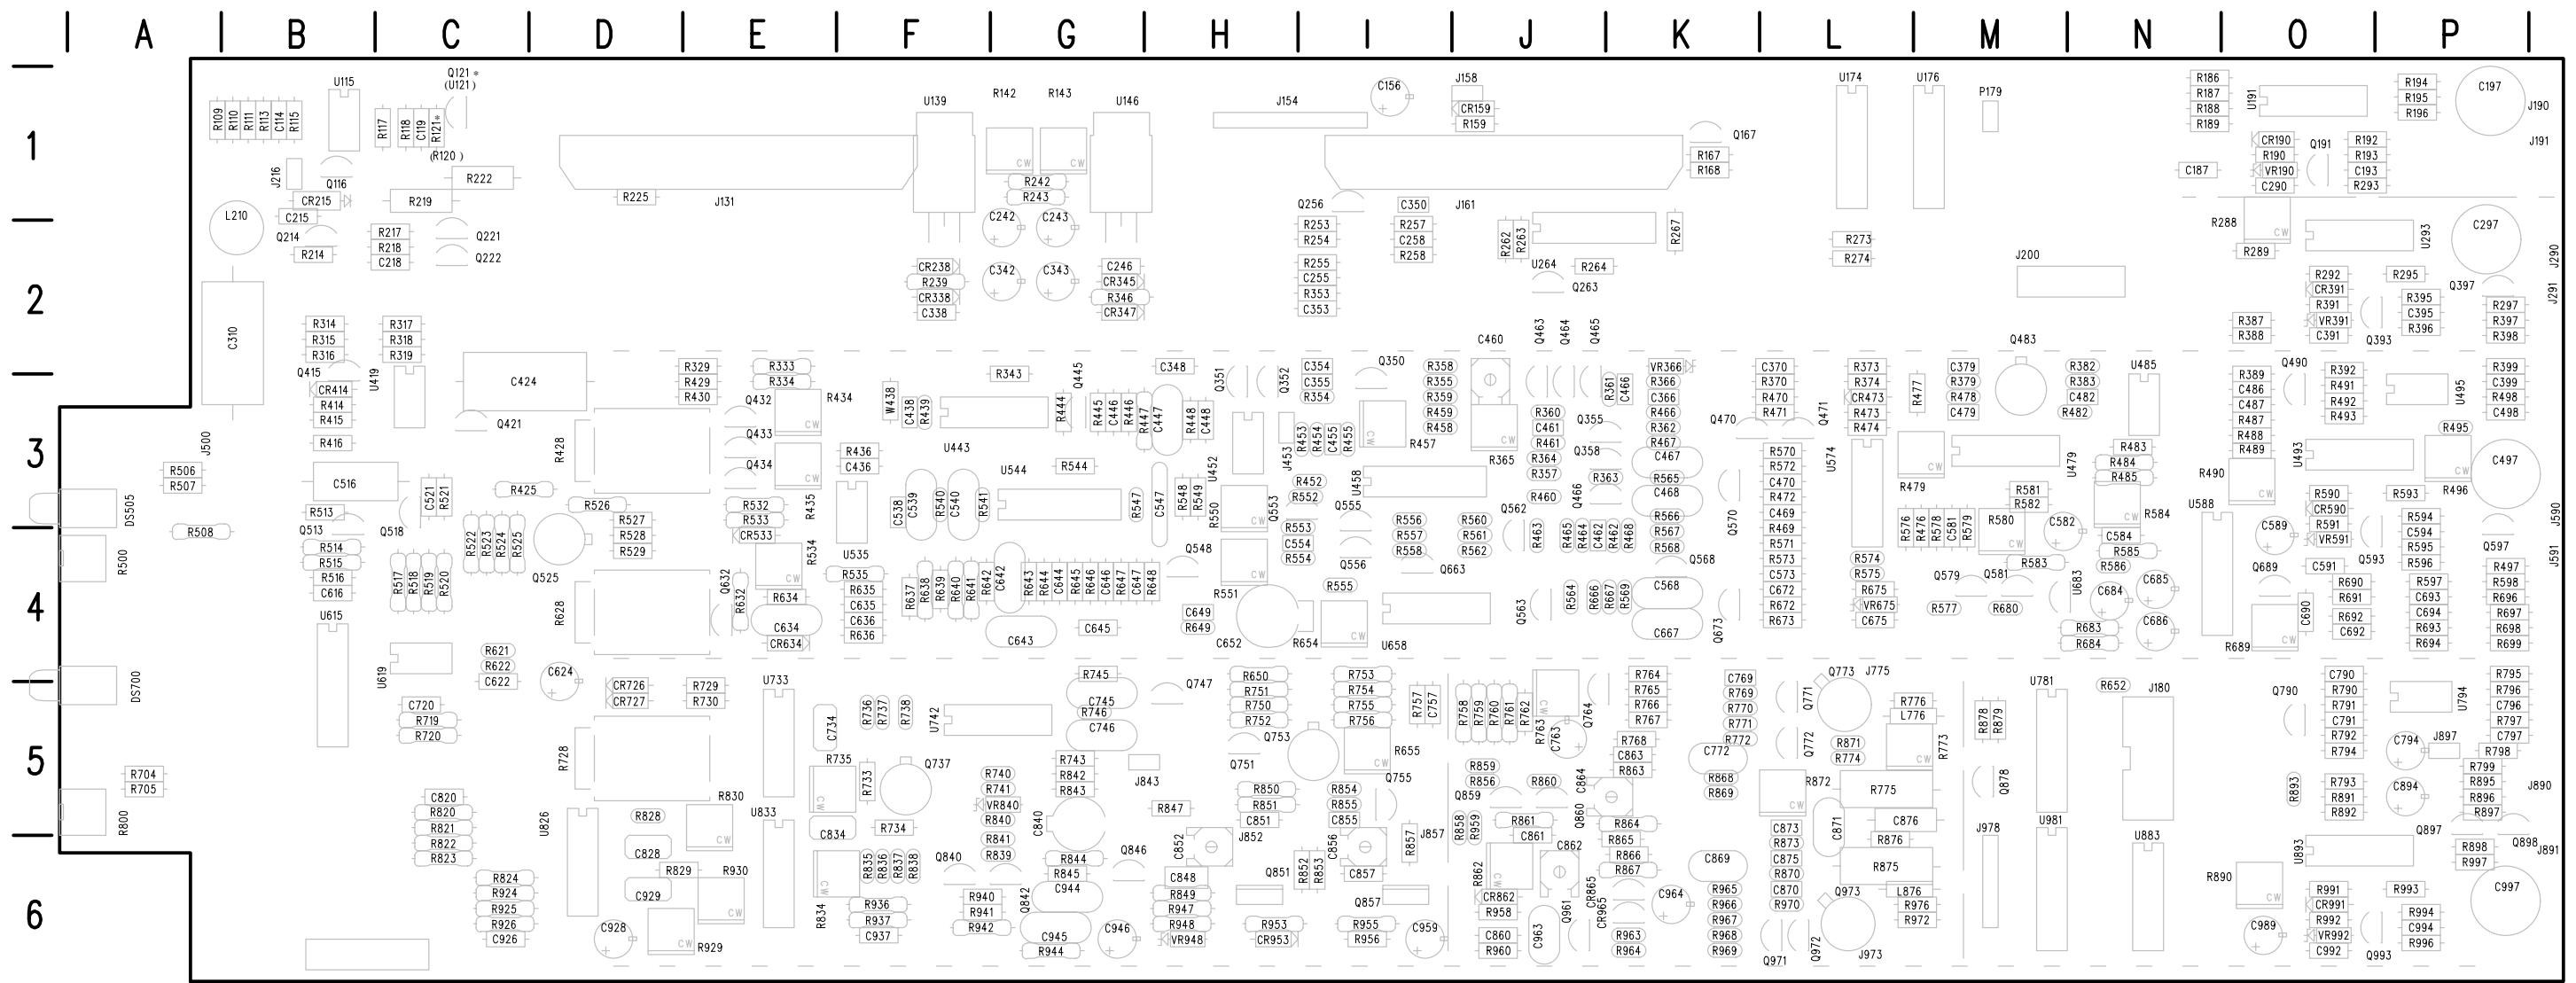 A B C D E F G H I J K L M N O P
1
U115 Q121 * (U121) U139 R142 R143 U146 J154 C156 J158 U174 U176 P179 R186 U191 R194 C197 J190
R109 R110 R111 R113 C114 R115 R117 R118 C119 R121* CR159 R159 Q167 R187 R188 R189 R195 R196
(R120) CW CW R167 R168 CR190 R190 VR190 C290 Q191 R192 R193 C193 R293 J191
J216 Q116 R222 R242 R243 C187
CR215 R219 R225 J131 Q256 C350 J161
2
L210 C215 Q214 R214 R217 R218 C218 Q221 Q222 C242 C243 R253 R254 R257 C258 R258 R262 R263 R267 R273 R274 R288 CW R289 U293 C297 J290
CR238 R239 CR338 C338 C342 C343 C246 CR345 R346 CR347 R255 C255 R353 C353 U264 R264 Q263 J200 R292 CR391 R391 VR391 C391 R295 Q397 J291
C310 R314 R315 R316 R317 R318 R319 Q463 Q464 Q465 C460 Q483 R387 R388 Q393 R395 C395 R396 R297 R397 R398
3
Q415 U419 C424 R329 R429 R430 R333 R334 R343 Q445 C348 Q351 Q352 C354 C355 R354 Q350 R358 R355 R359 R459 R458 R361 C466 VR366 R366 C366 R466 R362 R467 C370 R370 R470 R471 R373 R374 CR473 R473 R474 R477 C379 R379 R478 C479 R382 R383 C482 R482 U485 R389 C486 C487 R487 R488 R489 Q490 R392 R491 R492 R493 U495 R399 C399 R498 C498
CR414 R414 R415 R416 Q421 R428 Q432 Q433 Q434 R434 CW CW W438 C438 R439 U443 R444 R445 C446 R446 R447 C447 R448 C448 J453 R453 R454 C455 R455 CW R457 R365 CW R360 C461 R461 R364 R357 Q355 Q358 Q470 Q471 U479 R483 R484 R485 U493 R495 CW
J500 R506 R507 C516 C521 R521 R425 R526 R532 R533 CR533 R435 R436 C436 U544 R544 U452 R452 R552 U458 R460 Q466 R363 C467 R565 C468 R566 R567 R568 R570 R572 C470 R472 C469 R469 R571 R573 C573 C672 R672 R673 U574 CW R479 R581 R582 R490 CW R590 CR590 R591 VR591 R593 R496 C497 J590
DS505 R508 R513 Q513 Q518 C538 C539 R540 C540 R541 R547 C547 R548 R549 R550 CW Q553 R553 C554 R554 Q555 Q556 R556 R557 R558 Q562 R560 R561 R562 R463 R465 R464 C462 R462 R468 Q570 R576 R476 R578 C581 R579 R580 CW C582 CW R584 U588 C589 R594 C594 R595 R596 Q597
4
R500 R514 R515 R516 C616 R517 R518 R519 R520 R522 R523 R524 R525 Q525 R527 R528 R529 CW R534 U535 R535 Q548 CW R551 R555 Q663 Q568 R574 R575 R675 VR675 C675 Q579 Q581 R583 C584 R585 R586 Q689 C591 Q593 J591
U615 R628 Q632 R632 R634 C634 CR634 R635 C635 C636 R636 R637 R638 R639 R640 R641 R642 C642 R643 R644 C644 R645 R646 C646 R647 C647 R648 C649 R649 C652 R654 CW U658 Q563 R564 R666 R667 R569 C568 C667 Q673 R577 R680 U683 C684 C685 C686 R683 R684 R689 CW C690 R690 R691 R692 C692 R597 C693 C694 R693 R694 R497 R598 R696 R697 R698 R699
U619 R621 R622 C622 C624 C643 C645
5
DS700 C720 R719 R720 CR726 CR727 R729 R730 U733 R745 C745 R746 C746 Q747 R650 R751 R750 R752 R753 R754 R755 R756 R757 C757 R758 R759 R760 R761 R762 R763 C763 Q764 R764 R765 R766 R767 C769 R769 R770 R771 R772 Q771 Q773 J775 R776 L776 R878 R879 U781 R652 J180 Q790 C790 R790 R791 C791 R792 R794 U794 R795 R796 C796 R797 C797
R704 R705 R728 C734 R735 CW R733 R736 R737 R738 U742 Q737 R740 R741 VR840 R840 R841 R839 R743 R842 R843 J843 Q751 Q753 CW R655 Q755 R859 R856 R860 C864 R768 C863 R863 C772 R868 R869 Q772 R871 R774 R773 CW R775 R872 CW Q878 R793 R891 R892 R893 C794 J897 R798 R799 R895 R896 R897 C894 J890
R800 C820 R820 R821 R822 R823 U826 R828 C828 R830 CW U833 C834 R734 C840 R847 R850 R851 C851 R854 R855 C855 J857 Q859 R858 R959 R861 C861 Q860 R864 R865 R866 R867 C873 R873 C875 R870 C870 R970 C871 C876 R876 J978 U981 U883 U893 Q897 Q898 J891
6
R824 R924 R925 R926 C926 R829 C929 R930 CW CW R929 C928 R834 CW R835 R836 R837 R838 R936 R937 C937 Q840 R940 R941 R942 R844 R845 C944 Q842 C945 R944 Q846 C946 C852 J852 C848 R849 R947 R948 VR948 Q851 R953 CR953 R852 R853 C856 C857 R857 Q857 R955 R956 C959 R862 CW C862 CR862 R958 C860 R960 C963 Q961 CR865 CR965 C964 R963 R964 C869 R965 R966 R967 R968 R969 Q971 Q972 Q973 J973 R875 L876 R976 R972 R890 CW C989 R991 CR991 R992 VR992 C992 R993 Q993 R994 C994 R996 R898 R997 C997